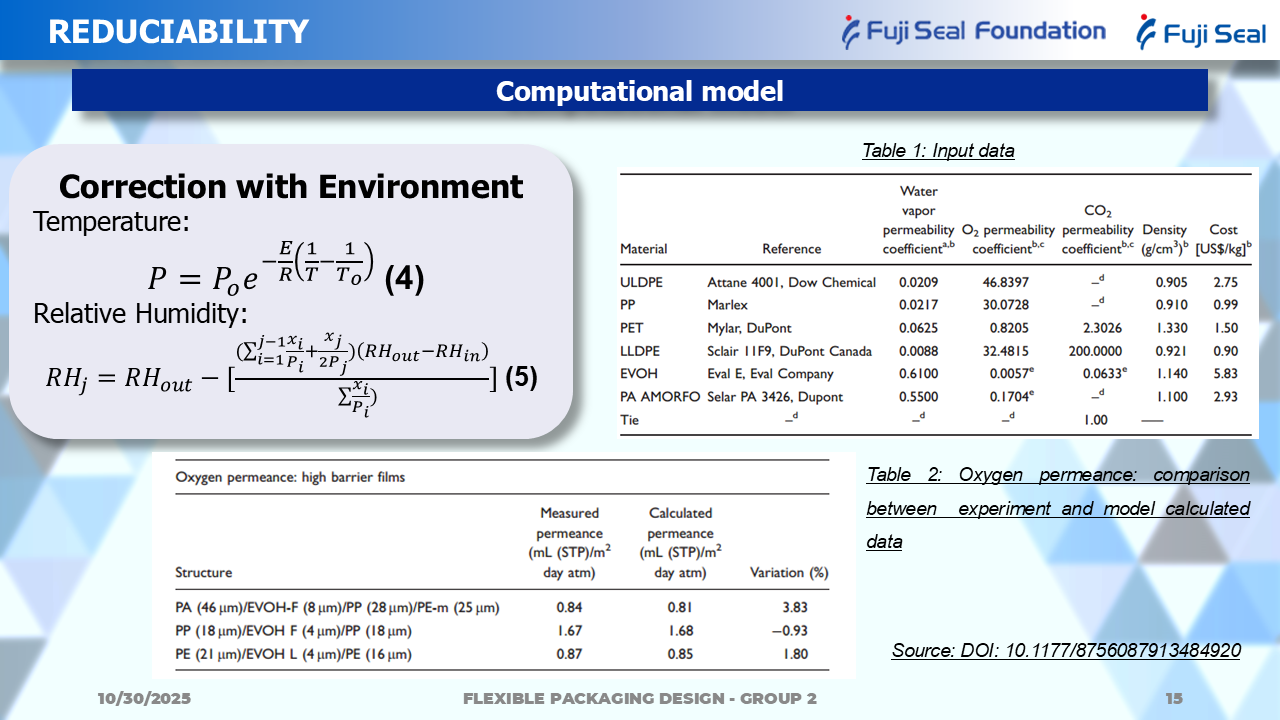 REDUCIABILITY
Fuji Seal Foundation
Fuji Seal
Computational model
Correction with Environment
Temperature:
P = P_o e^{-\frac{E}{R}(\frac{1}{T}-\frac{1}{T_o})} (4)
Relative Humidity:
RH_j = RH_{out} - [\frac{(\sum_{i=1}^{j-1}\frac{x_i}{P_i}+\frac{x_j}{2P_j})(RH_{out}-RH_{in})}{\sum\frac{x_i}{P_i})}] (5)
Table 1: Input data
Material | Reference | Water vapor permeability coefficient^{a,b} | O_2 permeability coefficient^{b,c} | CO_2 permeability coefficient^{b,c} | Density (g/cm^3)^b | Cost [US$/kg]^b
ULDPE | Attane 4001, Dow Chemical | 0.0209 | 46.8397 | –^d | 0.905 | 2.75
PP | Marlex | 0.0217 | 30.0728 | –^d | 0.910 | 0.99
PET | Mylar, DuPont | 0.0625 | 0.8205 | 2.3026 | 1.330 | 1.50
LLDPE | Sclair 11F9, DuPont Canada | 0.0088 | 32.4815 | 200.0000 | 0.921 | 0.90
EVOH | Eval E, Eval Company | 0.6100 | 0.0057^e | 0.0633^e | 1.140 | 5.83
PA AMORFO | Selar PA 3426, Dupont | 0.5500 | 0.1704^e | –^d | 1.100 | 2.93
Tie | –^d | –^d | –^d | 1.00 | —–
Oxygen permeance: high barrier films
Structure | Measured permeance (mL (STP)/m^2 day atm) | Calculated permeance (mL (STP)/m^2 day atm) | Variation (%)
PA (46 μm)/EVOH-F (8 μm)/PP (28 μm)/PE-m (25 μm) | 0.84 | 0.81 | 3.83
PP (18 μm)/EVOH F (4 μm)/PP (18 μm) | 1.67 | 1.68 | −0.93
PE (21 μm)/EVOH L (4 μm)/PE (16 μm) | 0.87 | 0.85 | 1.80
Table 2: Oxygen permeance: comparison
between experiment and model calculated
data
Source: DOI: 10.1177/8756087913484920
10/30/2025
FLEXIBLE PACKAGING DESIGN - GROUP 2
15